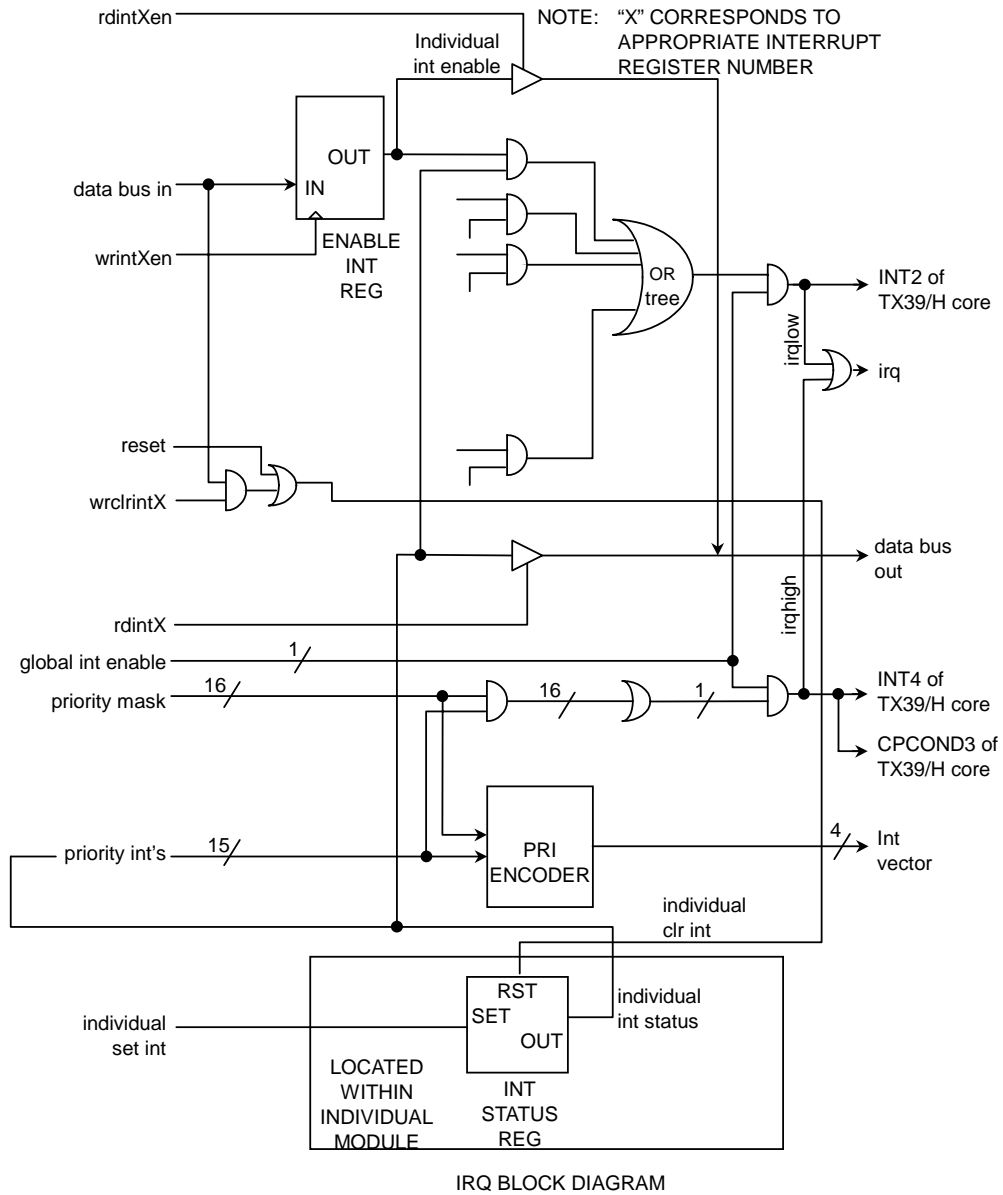 rdintXen
NOTE: “X” CORRESPONDS TO
APPROPRIATE INTERRUPT
REGISTER NUMBER
Individual
int enable
OUT
IN
data bus in
ENABLE
INT
REG
wrintXen
OR
tree
INT2 of
TX39/H core
irqlow
irq
reset
wrclrintX
data bus
out
rdintX
irqhigh
global int enable
1
priority mask
16
16
1
INT4 of
TX39/H core
CPCOND3 of
TX39/H core
priority int's
15
PRI
ENCODER
4
Int
vector
individual
clr int
RST
SET
OUT
individual
int status
individual
set int
LOCATED
WITHIN
INDIVIDUAL
MODULE
INT
STATUS
REG
IRQ BLOCK DIAGRAM